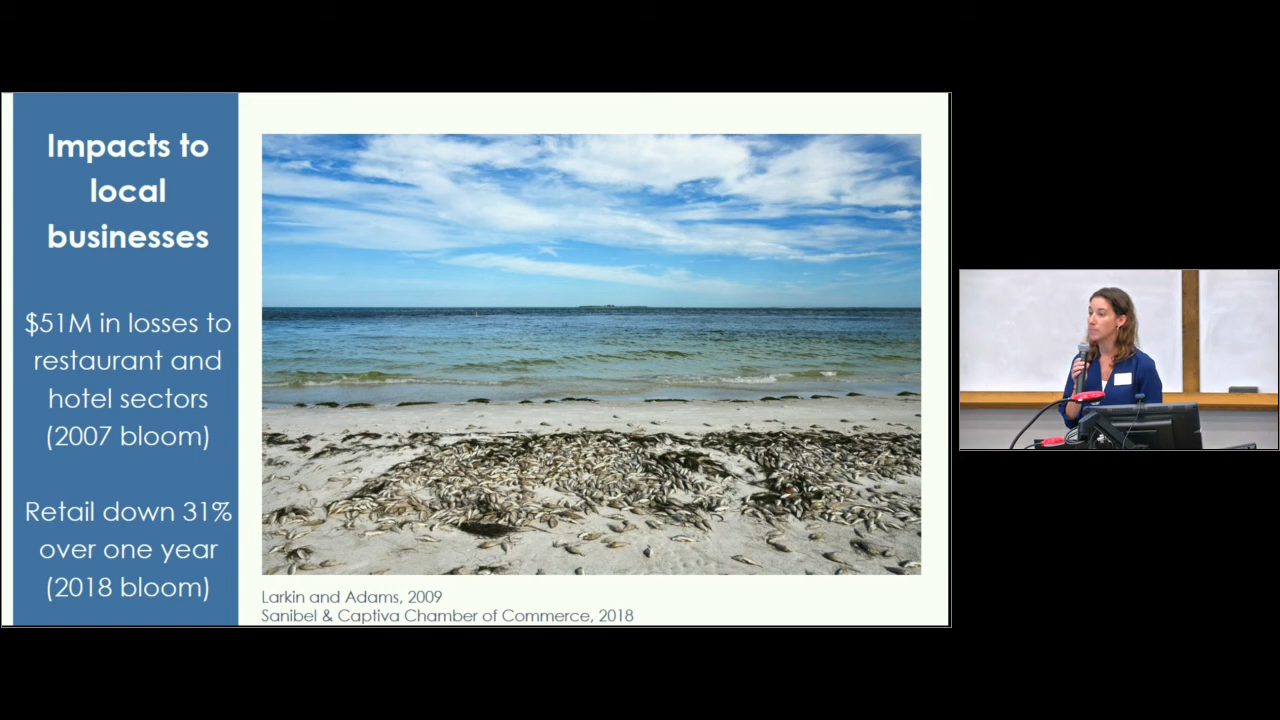 Impacts to
local
businesses
$51M in losses to
restaurant and
hotel sectors
(2007 bloom)
Retail down 31%
over one year
(2018 bloom)
Larkin and Adams, 2009
Sanibel & Captiva Chamber of Commerce, 2018